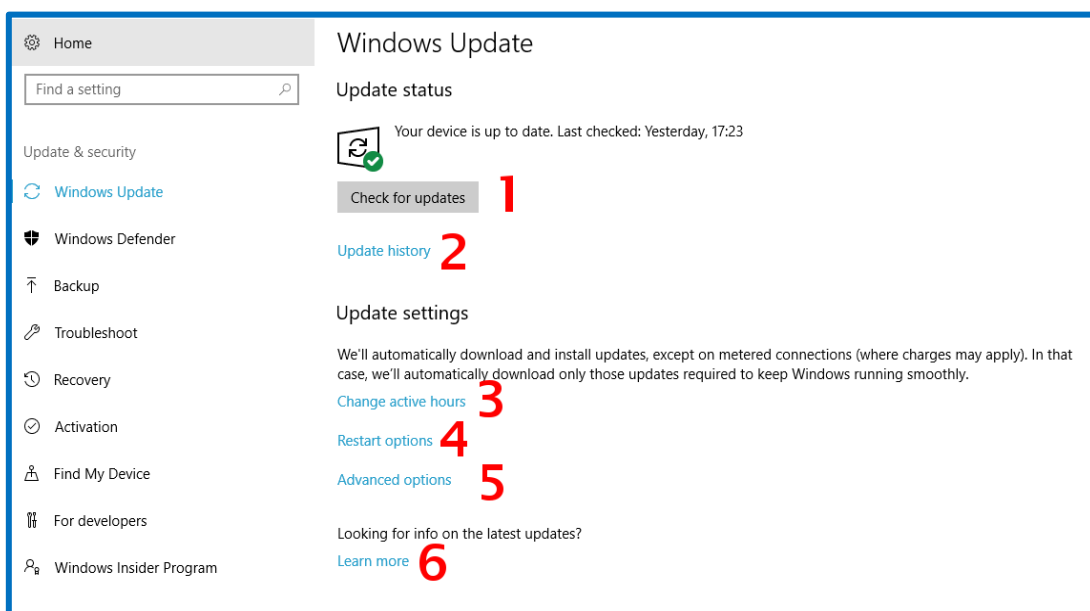 Home
Find a setting
Update & security
Windows Update
Windows Defender
Backup
Troubleshoot
Recovery
Activation
Find My Device
For developers
Windows Insider Program
Windows Update
Update status
Your device is up to date. Last checked: Yesterday, 17:23
Check for updates 1
Update history 2
Update settings
We'll automatically download and install updates, except on metered connections (where charges may apply). In that
case, we'll automatically download only those updates required to keep Windows running smoothly.
Change active hours 3
Restart options 4
Advanced options 5
Looking for info on the latest updates?
Learn more 6